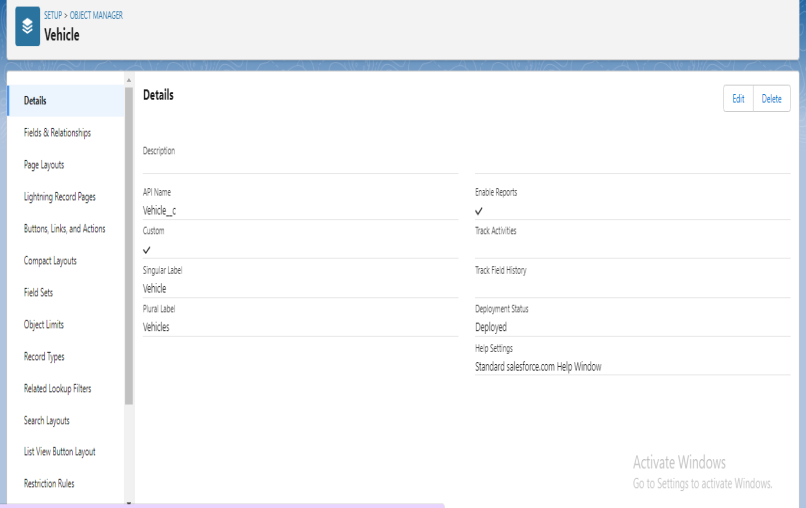 SETUP > OBJECT MANAGER
Vehicle
Details
Fields & Relationships
Page Layouts
Lightning Record Pages
Buttons, Links, and Actions
Compact Layouts
Field Sets
Object Limits
Record Types
Related Lookup Filters
Search Layouts
List View Button Layout
Restriction Rules
Details
Edit Delete
Description
API Name
Vehicle__c
Custom
Singular Label
Vehicle
Plural Label
Vehicles
Enable Reports
Track Activities
Track Field History
Deployment Status
Deployed
Help Settings
Standard salesforce.com Help Window
Activate Windows
Go to Settings to activate Windows.